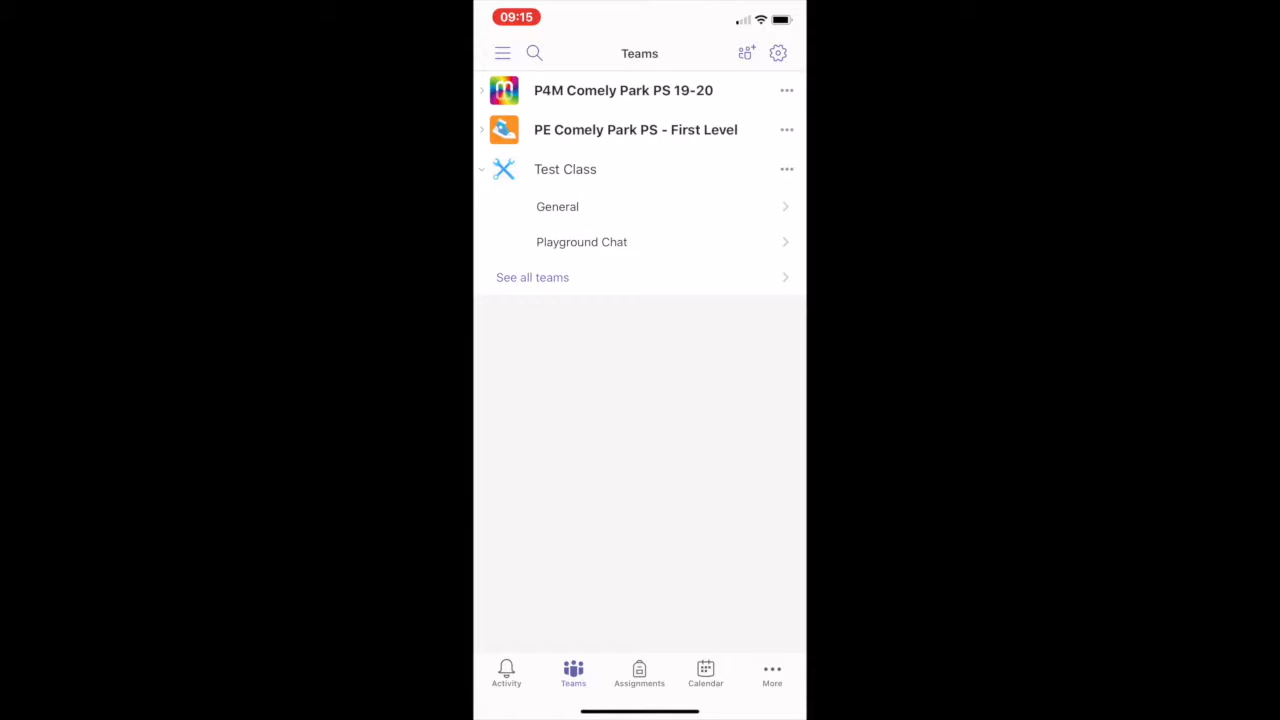 09:15
Teams
P4M Comely Park PS 19-20
PE Comely Park PS - First Level
Test Class
General
Playground Chat
See all teams
Activity
Teams
Assignments
Calendar
More